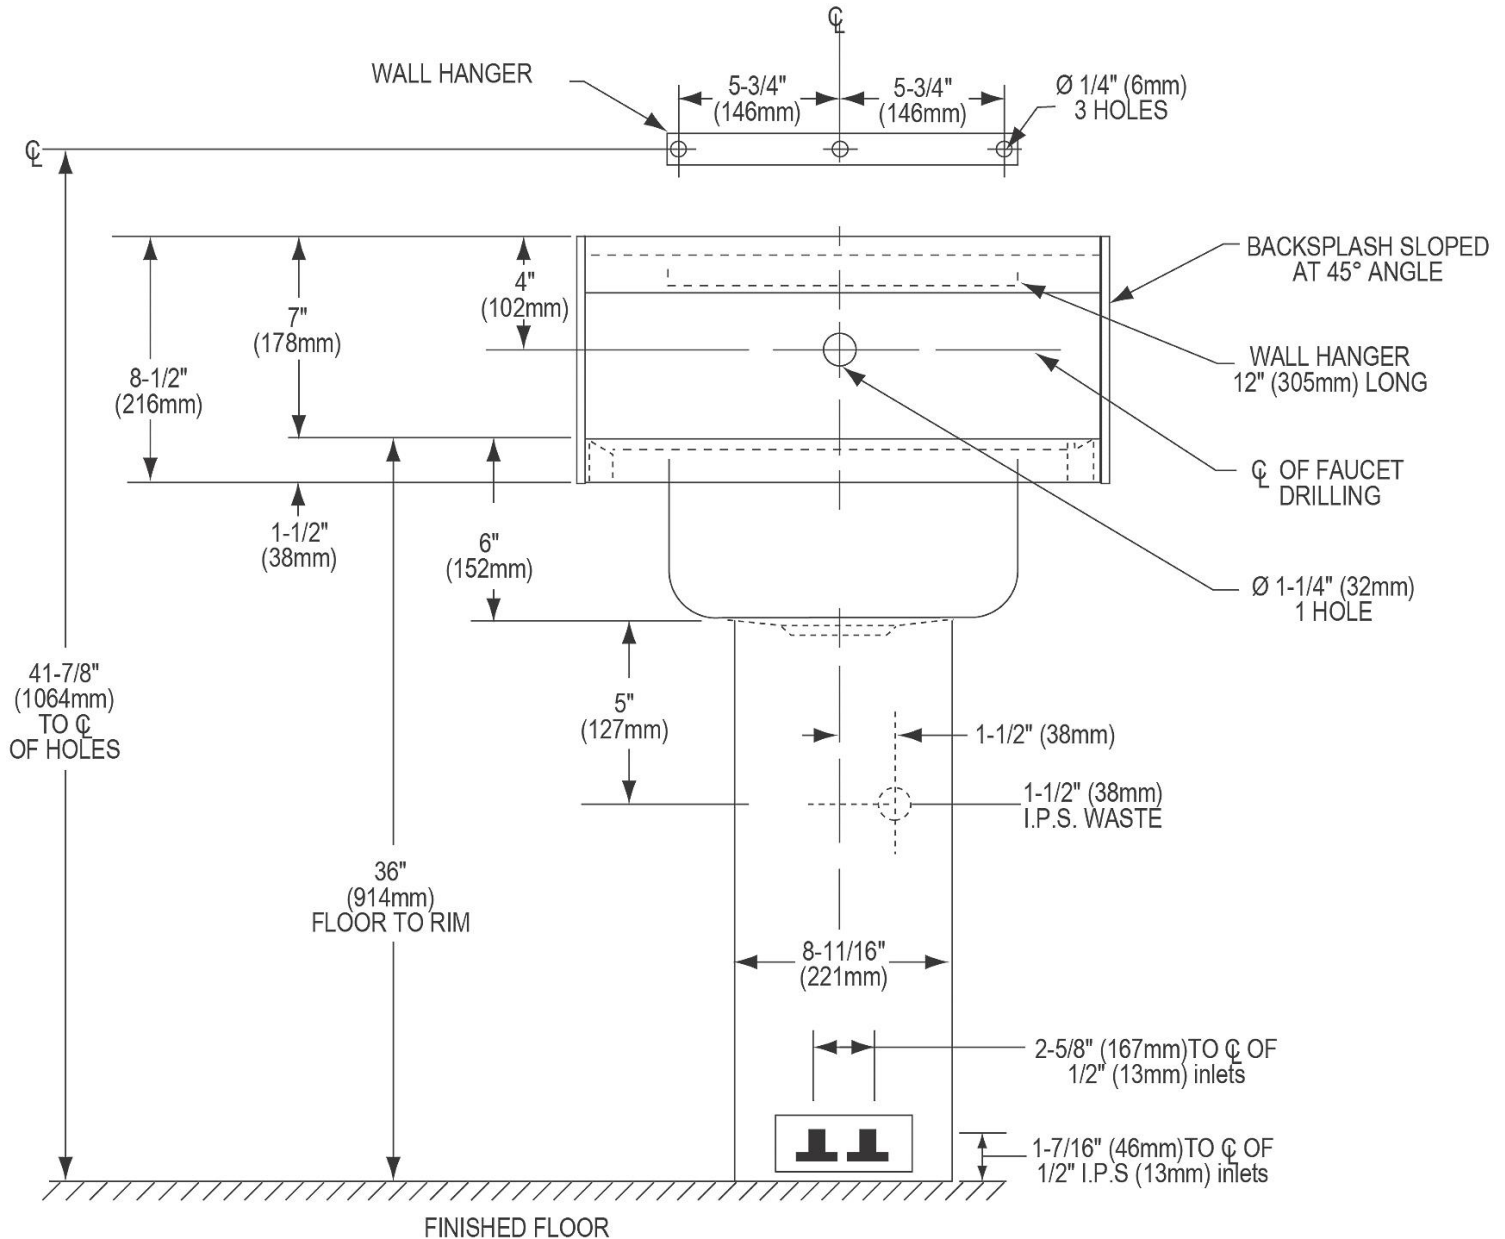 ℄
WALL HANGER
5-3/4"
(146mm)
5-3/4"
(146mm)
Ø 1/4" (6mm)
3 HOLES
℄
BACKSPLASH SLOPED
AT 45° ANGLE
4"
(102mm)
7"
(178mm)
8-1/2"
(216mm)
WALL HANGER
12" (305mm) LONG
℄ OF FAUCET
DRILLING
1-1/2"
(38mm)
6"
(152mm)
Ø 1-1/4" (32mm)
1 HOLE
41-7/8"
(1064mm)
TO ℄
OF HOLES
5"
(127mm)
1-1/2" (38mm)
1-1/2" (38mm)
I.P.S. WASTE
36"
(914mm)
FLOOR TO RIM
8-11/16"
(221mm)
2-5/8" (167mm)TO ℄ OF
1/2" (13mm) inlets
1-7/16" (46mm)TO ℄ OF
1/2" I.P.S (13mm) inlets
FINISHED FLOOR